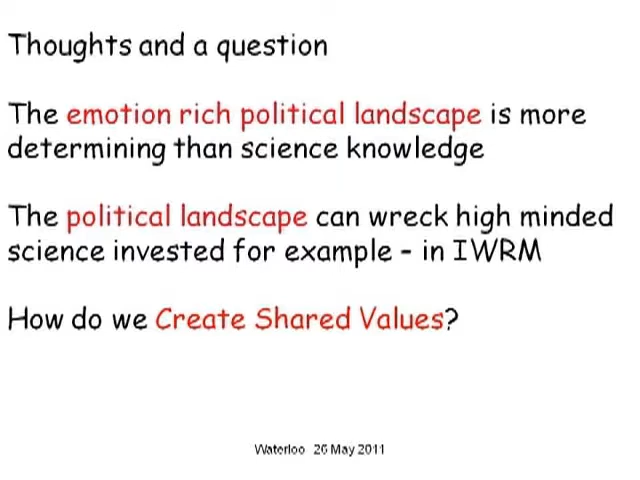 Thoughts and a question
The emotion rich political landscape is more
determining than science knowledge
The political landscape can wreck high minded
science invested for example - in IWRM
How do we Create Shared Values?
Waterloo 26 May 2011